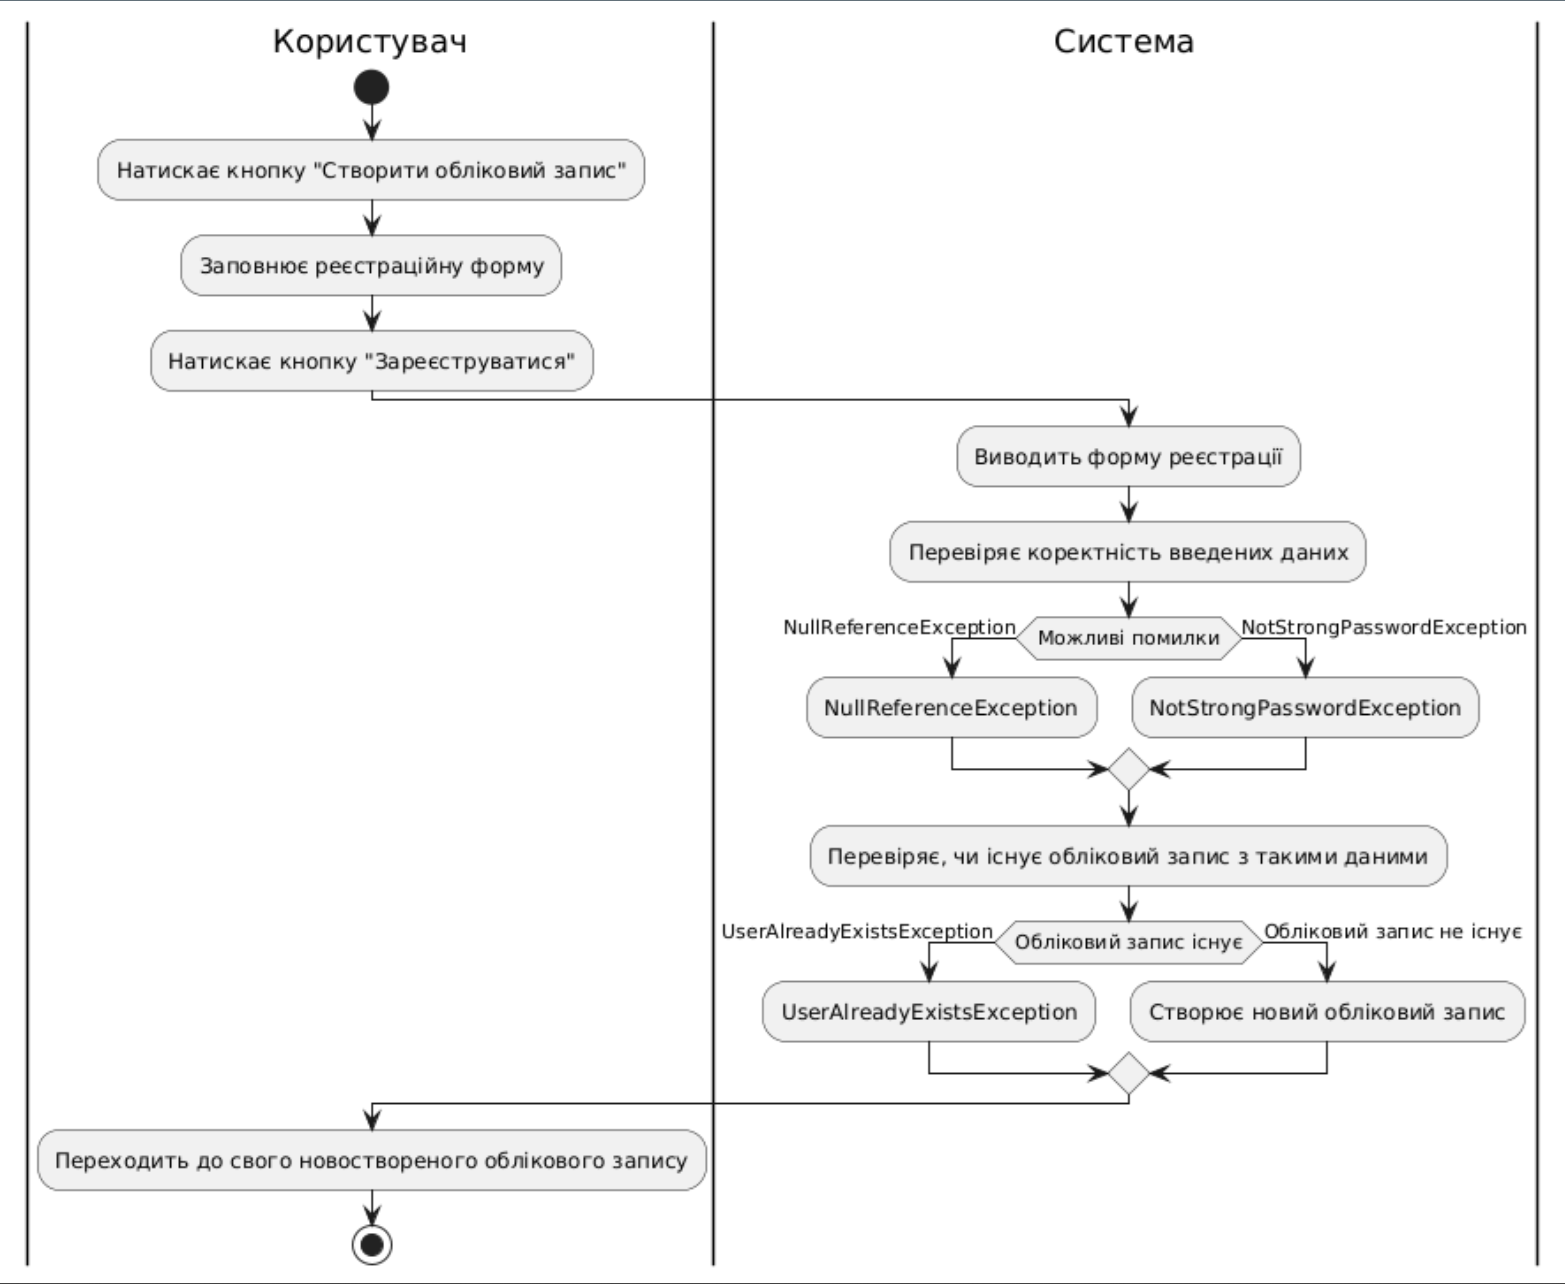 Користувач
Система
Натискає кнопку "Створити обліковий запис"
Заповнює реєстраційну форму
Натискає кнопку "Зареєструватися"
Виводить форму реєстрації
Перевіряє коректність введених даних
NullReferenceException
Можливі помилки
NotStrongPasswordException
NullReferenceException
NotStrongPasswordException
Перевіряє, чи існує обліковий запис з такими даними
UserAlreadyExistsException
Обліковий запис існує
Обліковий запис не існує
UserAlreadyExistsException
Створює новий обліковий запис
Переходить до свого новоствореного облікового запису